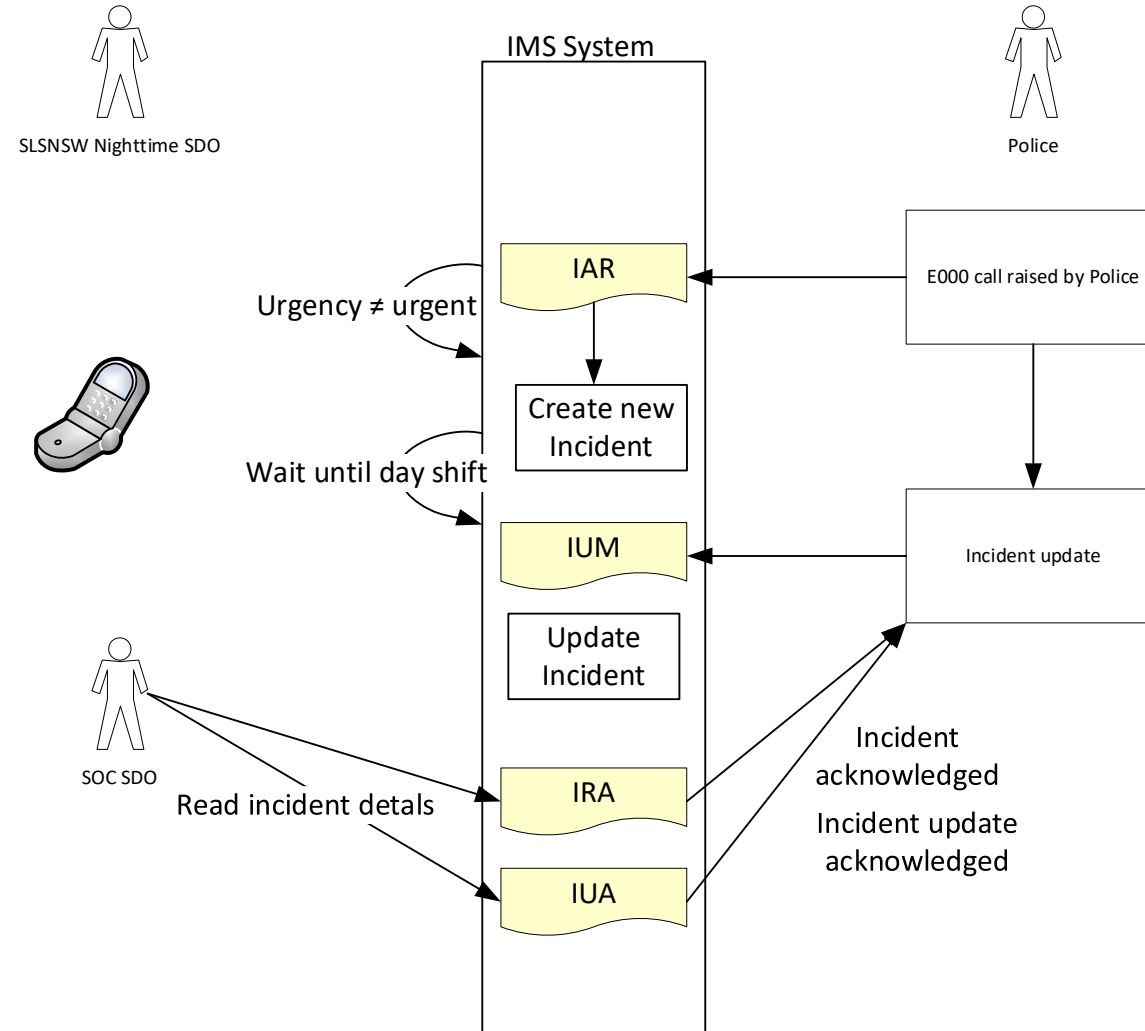 IMS System
SLSNSW Nighttime SDO
Police
IAR
E000 call raised by Police
Urgency ≠ urgent
Create new
Incident
Wait until day shift
IUM
Incident update
Update
Incident
SOC SDO
Incident
acknowledged
IRA
Read incident detals
Incident update
acknowledged
IUA